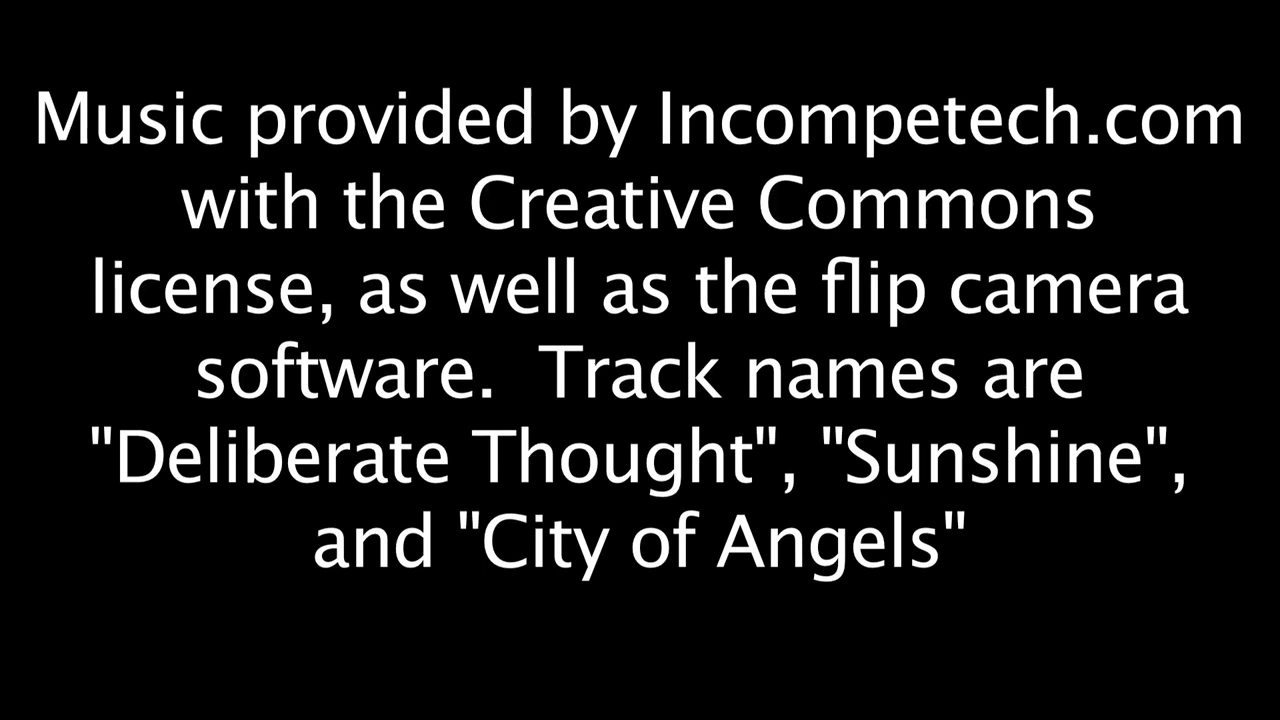 Music provided by Incompetech.com
with the Creative Commons
license, as well as the flip camera
software.  Track names are
"Deliberate Thought", "Sunshine",
and "City of Angels"